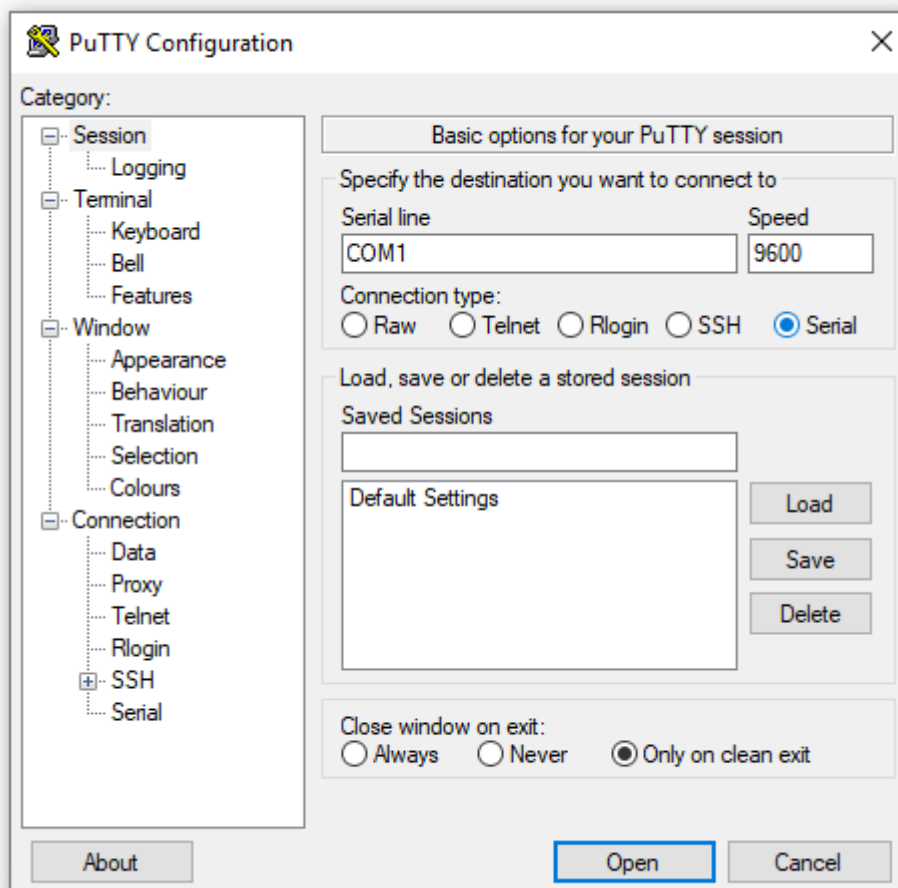 PuTTY Configuration
Category:
Session
Logging
Terminal
Keyboard
Bell
Features
Window
Appearance
Behaviour
Translation
Selection
Colours
Connection
Data
Proxy
Telnet
Rlogin
SSH
Serial
Basic options for your PuTTY session
Specify the destination you want to connect to
Serial line Speed
COM1 9600
Connection type:
Raw Telnet Rlogin SSH Serial
Load, save or delete a stored session
Saved Sessions
Default Settings
Load
Save
Delete
Close window on exit:
Always Never Only on clean exit
About Open Cancel